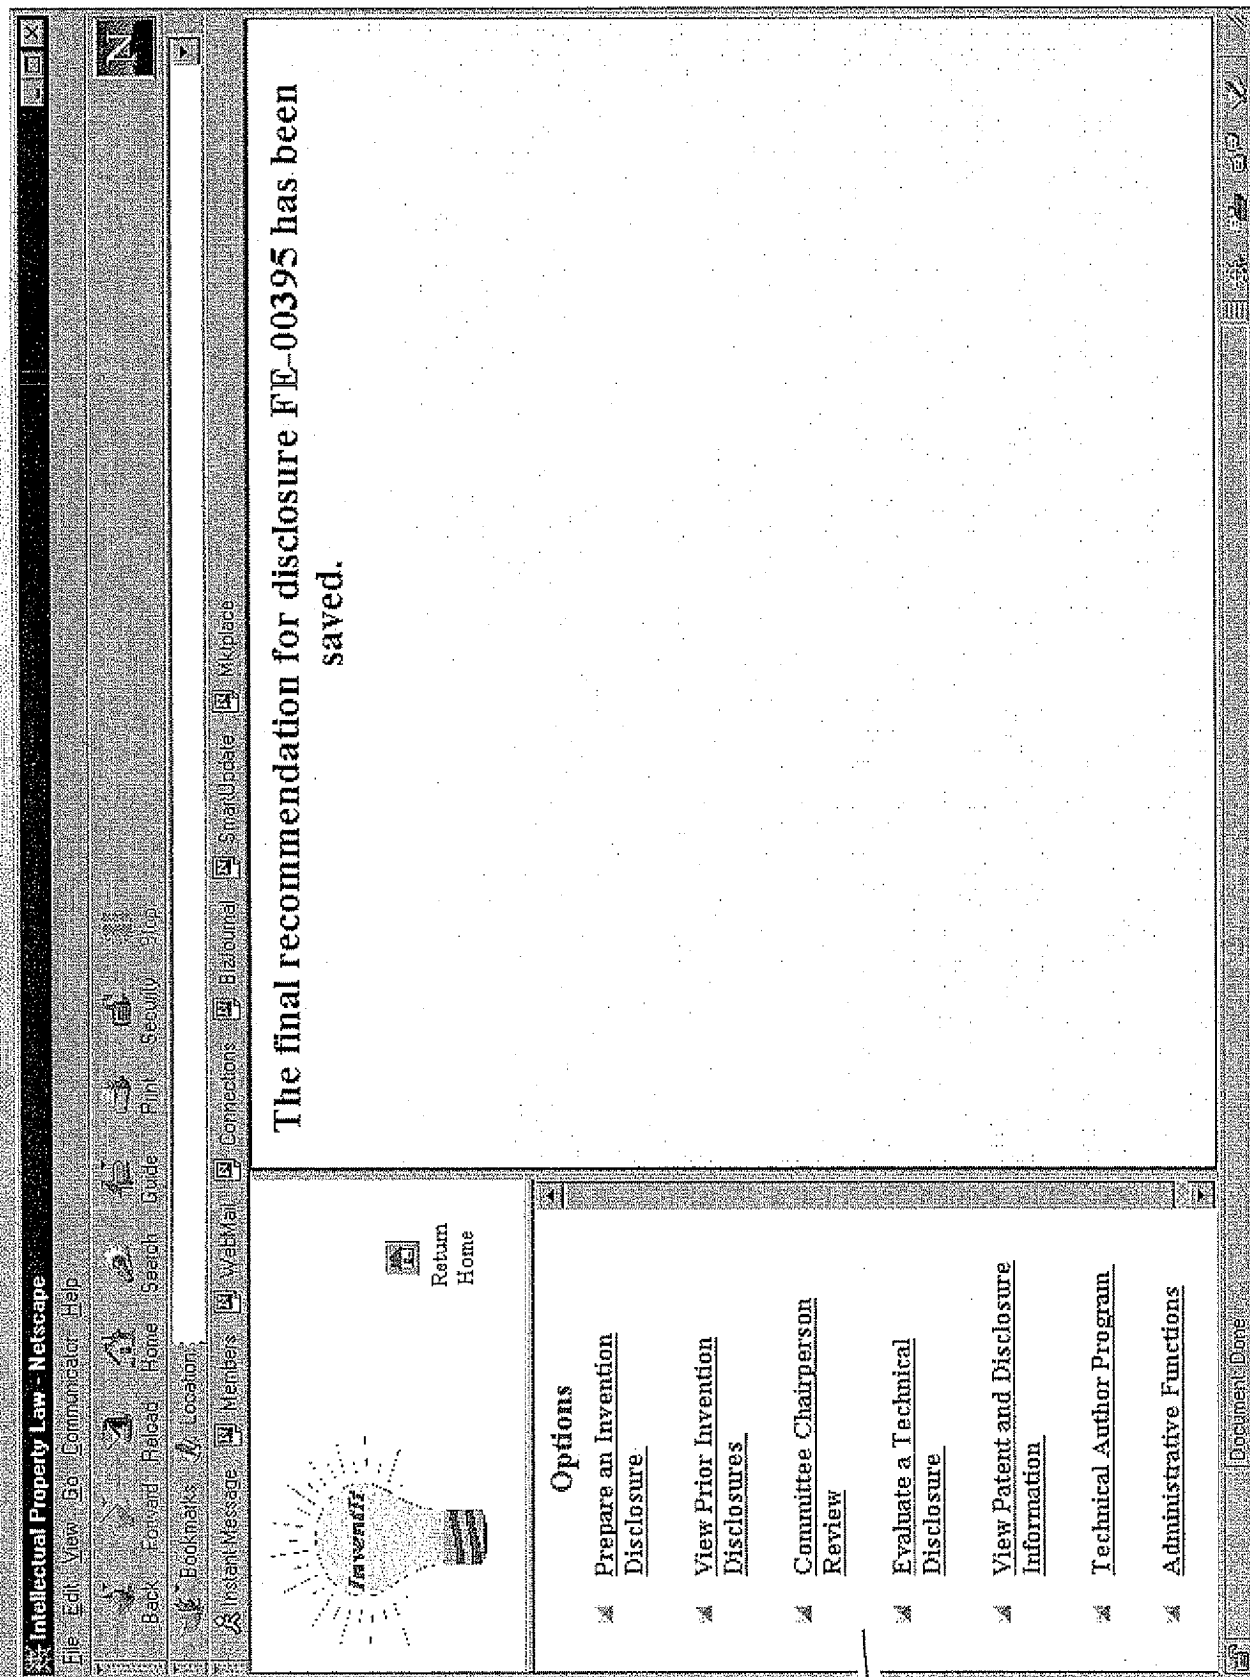 Intellectual Property Law - Netscape
File Edit View Go Communicator Help
Back Forward Reload Home Search Guide Print Security Stop
Bookmarks Location:
Instant Message Members WebMail Connections BizJournal SmartUpdate Mktplace
Return
Home
Options
Prepare an Invention
Disclosure
View Prior Invention
Disclosures
Committee Chairperson
Review
Evaluate a Technical
Disclosure
View Patent and Disclosure
Information
Technical Author Program
Administrative Functions
The final recommendation for disclosure FE-00395 has been
saved.
Document: Done